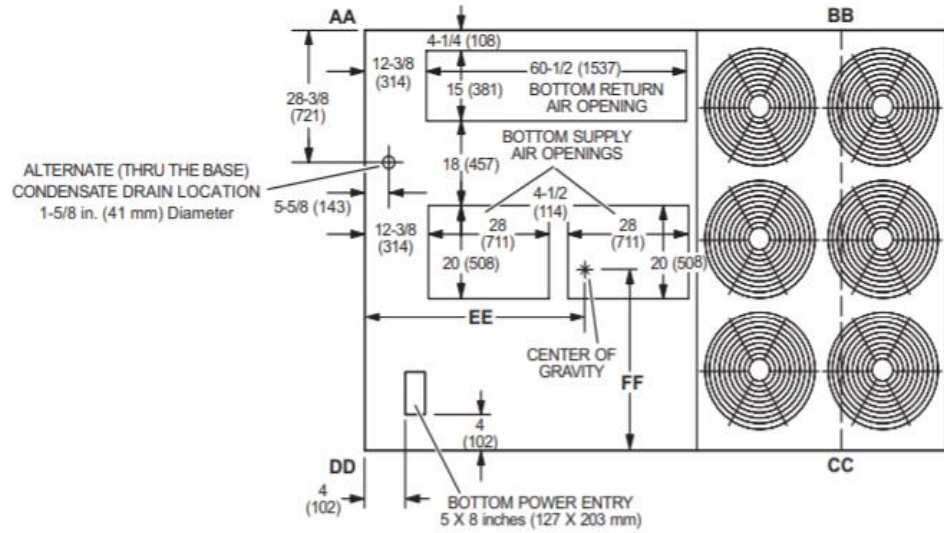 AA
BB
4-1/4 (108)
12-3/8
(314)
60-1/2 (1537)
15 (381)
BOTTOM RETURN
AIR OPENING
28-3/8
(721)
BOTTOM SUPPLY
AIR OPENINGS
18 (457)
ALTERNATE (THRU THE BASE)
CONDENSATE DRAIN LOCATION
1-5/8 in. (41 mm) Diameter
5-5/8 (143)
4-1/2
(114)
12-3/8
(314)
28
(711)
28
(711)
20 (508)
20 (508)
EE
CENTER OF
GRAVITY
FF
4
(102)
DD
CC
4
(102)
BOTTOM POWER ENTRY
5 X 8 inches (127 X 203 mm)